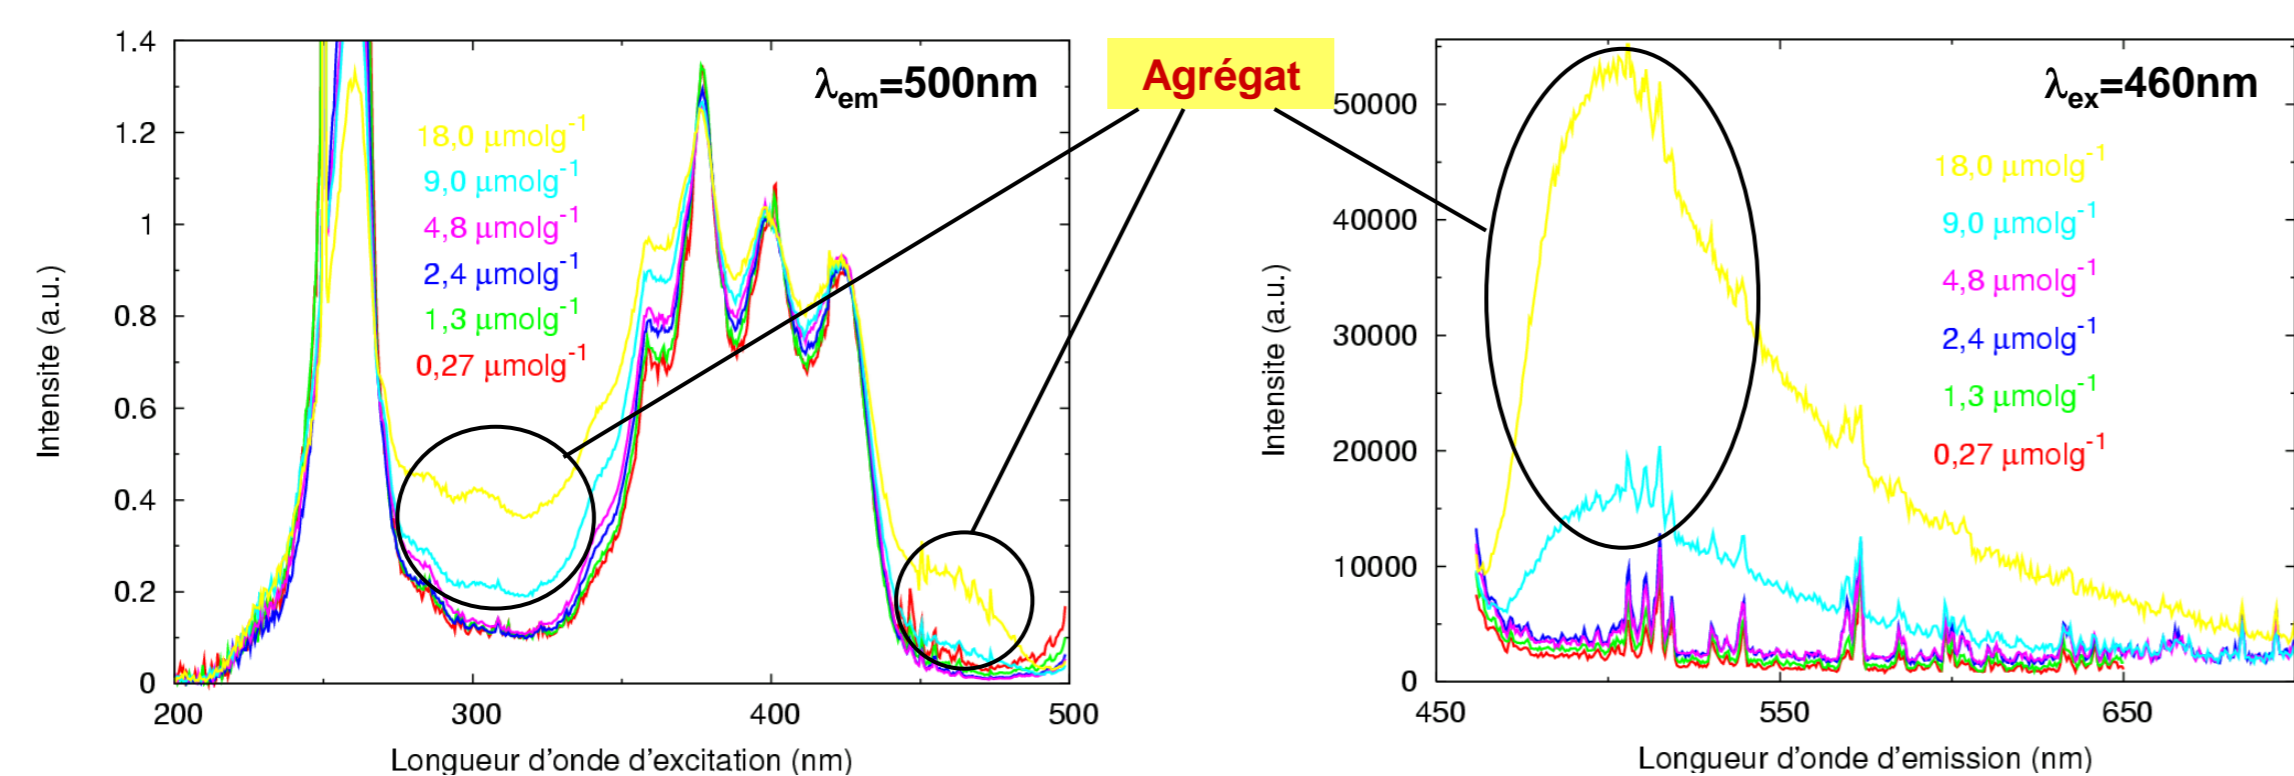 1.4
1.2
1
0.8
0.6
0.4
0.2
0
200
300
400
500
Intensite (a.u.)
Longueur d'onde d'excitation (nm)
λem=500nm
18,0 μmolg-1
9,0 μmolg-1
4,8 μmolg-1
2,4 μmolg-1
1,3 μmolg-1
0,27 μmolg-1
Agrégat
50000
40000
30000
20000
10000
0
450
550
650
Intensite (a.u.)
Longueur d'onde d'emission (nm)
λex=460nm
18,0 μmolg-1
9,0 μmolg-1
4,8 μmolg-1
2,4 μmolg-1
1,3 μmolg-1
0,27 μmolg-1